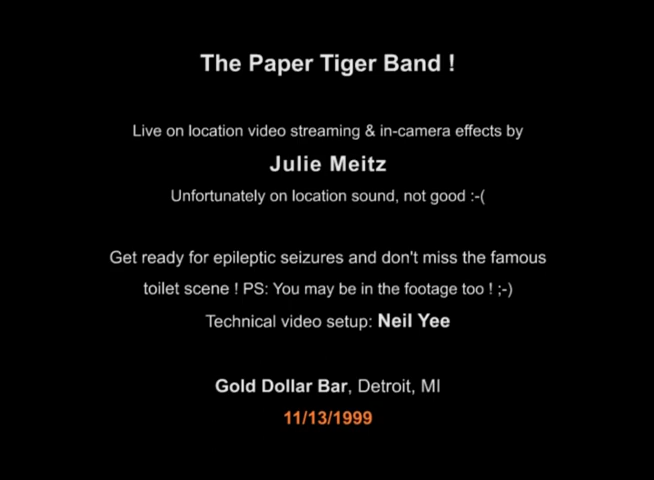 The Paper Tiger Band !
Live on location video streaming & in-camera effects by
Julie Meitz
Unfortunately on location sound, not good :-(
Get ready for epileptic seizures and don't miss the famous
toilet scene ! PS: You may be in the footage too ! ;-)
Technical video setup: Neil Yee
Gold Dollar Bar, Detroit, MI
11/13/1999